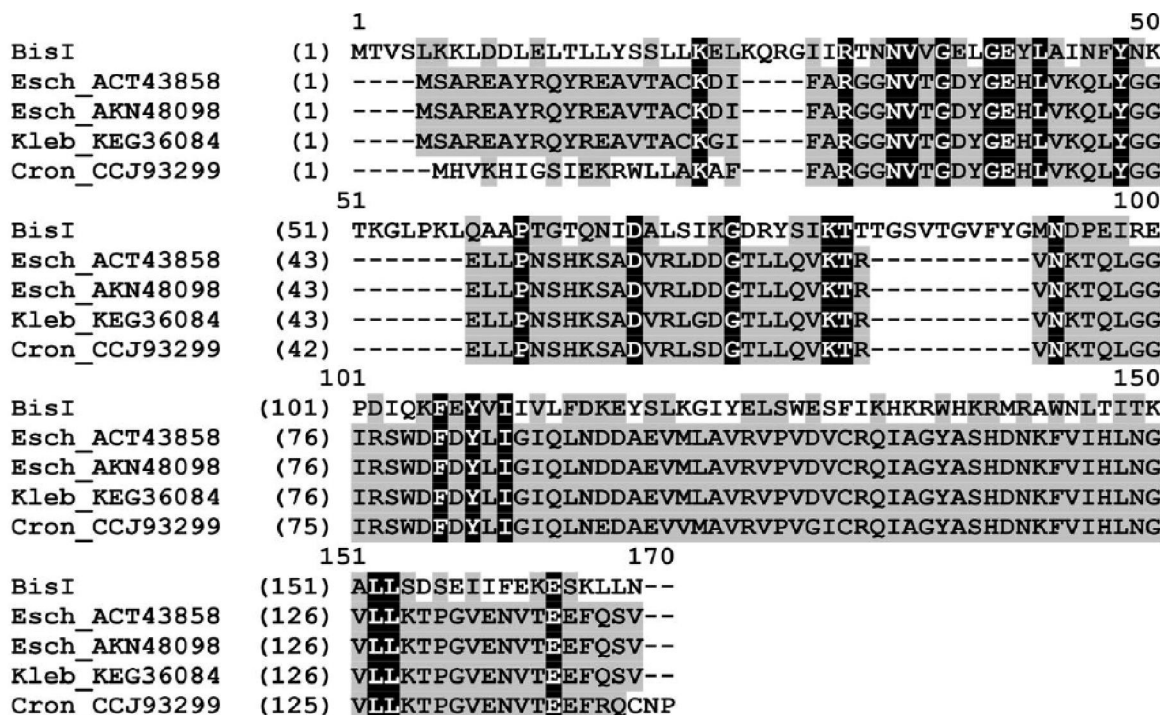 1 50
BisI (1) MTVSLKKLDDLELTLLYSSLLKELKQRGIIRTNNVVGELGEYLAINFYNK
Esch_ACT43858 (1) ----MSAREAYRQYREAVTACKDI----FARGGNVTGDYGEHLVKQLYGG
Esch_AKN48098 (1) ----MSAREAYRQYREAVTACKDI----FARGGNVTGDYGEHLVKQLYGG
Kleb_KEG36084 (1) ----MSAREAYRQYREAVTACKGI----FARGGNVTGDYGEHLVKQLYGG
Cron_CCJ93299 (1) -----MHVKHIGSIEKRWLLAKAF----FARGGNVTGDYGEHLVKQLYGG
51 100
BisI (51) TKGLPKLQAAPTGTQNIDALSIKGDRYSIKTTTGSVTGVFYGMNDPEIRE
Esch_ACT43858 (43) -------ELLPNSHKSADVRLDDGTLLQVKTR----------VNKTQLGG
Esch_AKN48098 (43) -------ELLPNSHKSADVRLDDGTLLQVKTR----------VNKTQLGG
Kleb_KEG36084 (43) -------ELLPNSHKSADVRLGDGTLLQVKTR----------VNKTQLGG
Cron_CCJ93299 (42) -------ELLPNSHKSADVRLSDGTLLQVKTR----------VNKTQLGG
101 150
BisI (101) PDIQKFEYVIIVLFDKEYSLKGIYELSWESFIKHKRWHKRMRAWNLTITK
Esch_ACT43858 (76) IRSWDFDYLIGIQLNDDAEVMLAVRVPVDVCRQIAGYASHDNKFVIHLNG
Esch_AKN48098 (76) IRSWDFDYLIGIQLNDDAEVMLAVRVPVDVCRQIAGYASHDNKFVIHLNG
Kleb_KEG36084 (76) IRSWDFDYLIGIQLNDDAEVMLAVRVPVDVCRQIAGYASHDNKFVIHLNG
Cron_CCJ93299 (75) IRSWDFDYLIGIQLNEDAEVVMAVRVPVGICRQIAGYASHDNKFVIHLNG
151 170
BisI (151) ALLSDSEIIFEKESKLLN--
Esch_ACT43858 (126) VLLKTPGVENVTEEFQSV--
Esch_AKN48098 (126) VLLKTPGVENVTEEFQSV--
Kleb_KEG36084 (126) VLLKTPGVENVTEEFQSV--
Cron_CCJ93299 (125) VLLKTPGVENVTEEFRQCNP